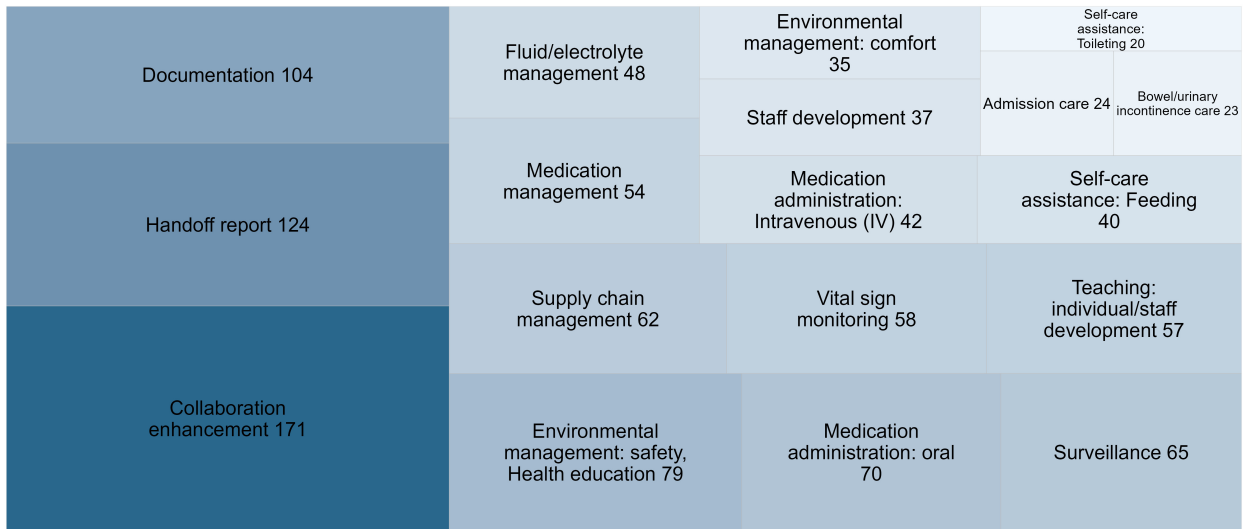 Documentation 104
Handoff report 124
Collaboration
enhancement 171
Fluid/electrolyte
management 48
Medication
management 54
Environmental
management: comfort
35
Staff development 37
Self-care
assistance:
Toileting 20
Admission care 24
Bowel/urinary
incontinence care 23
Medication
administration:
Intravenous (IV) 42
Self-care
assistance: Feeding
40
Supply chain
management 62
Vital sign
monitoring 58
Teaching:
individual/staff
development 57
Environmental
management: safety,
Health education 79
Medication
administration: oral
70
Surveillance 65